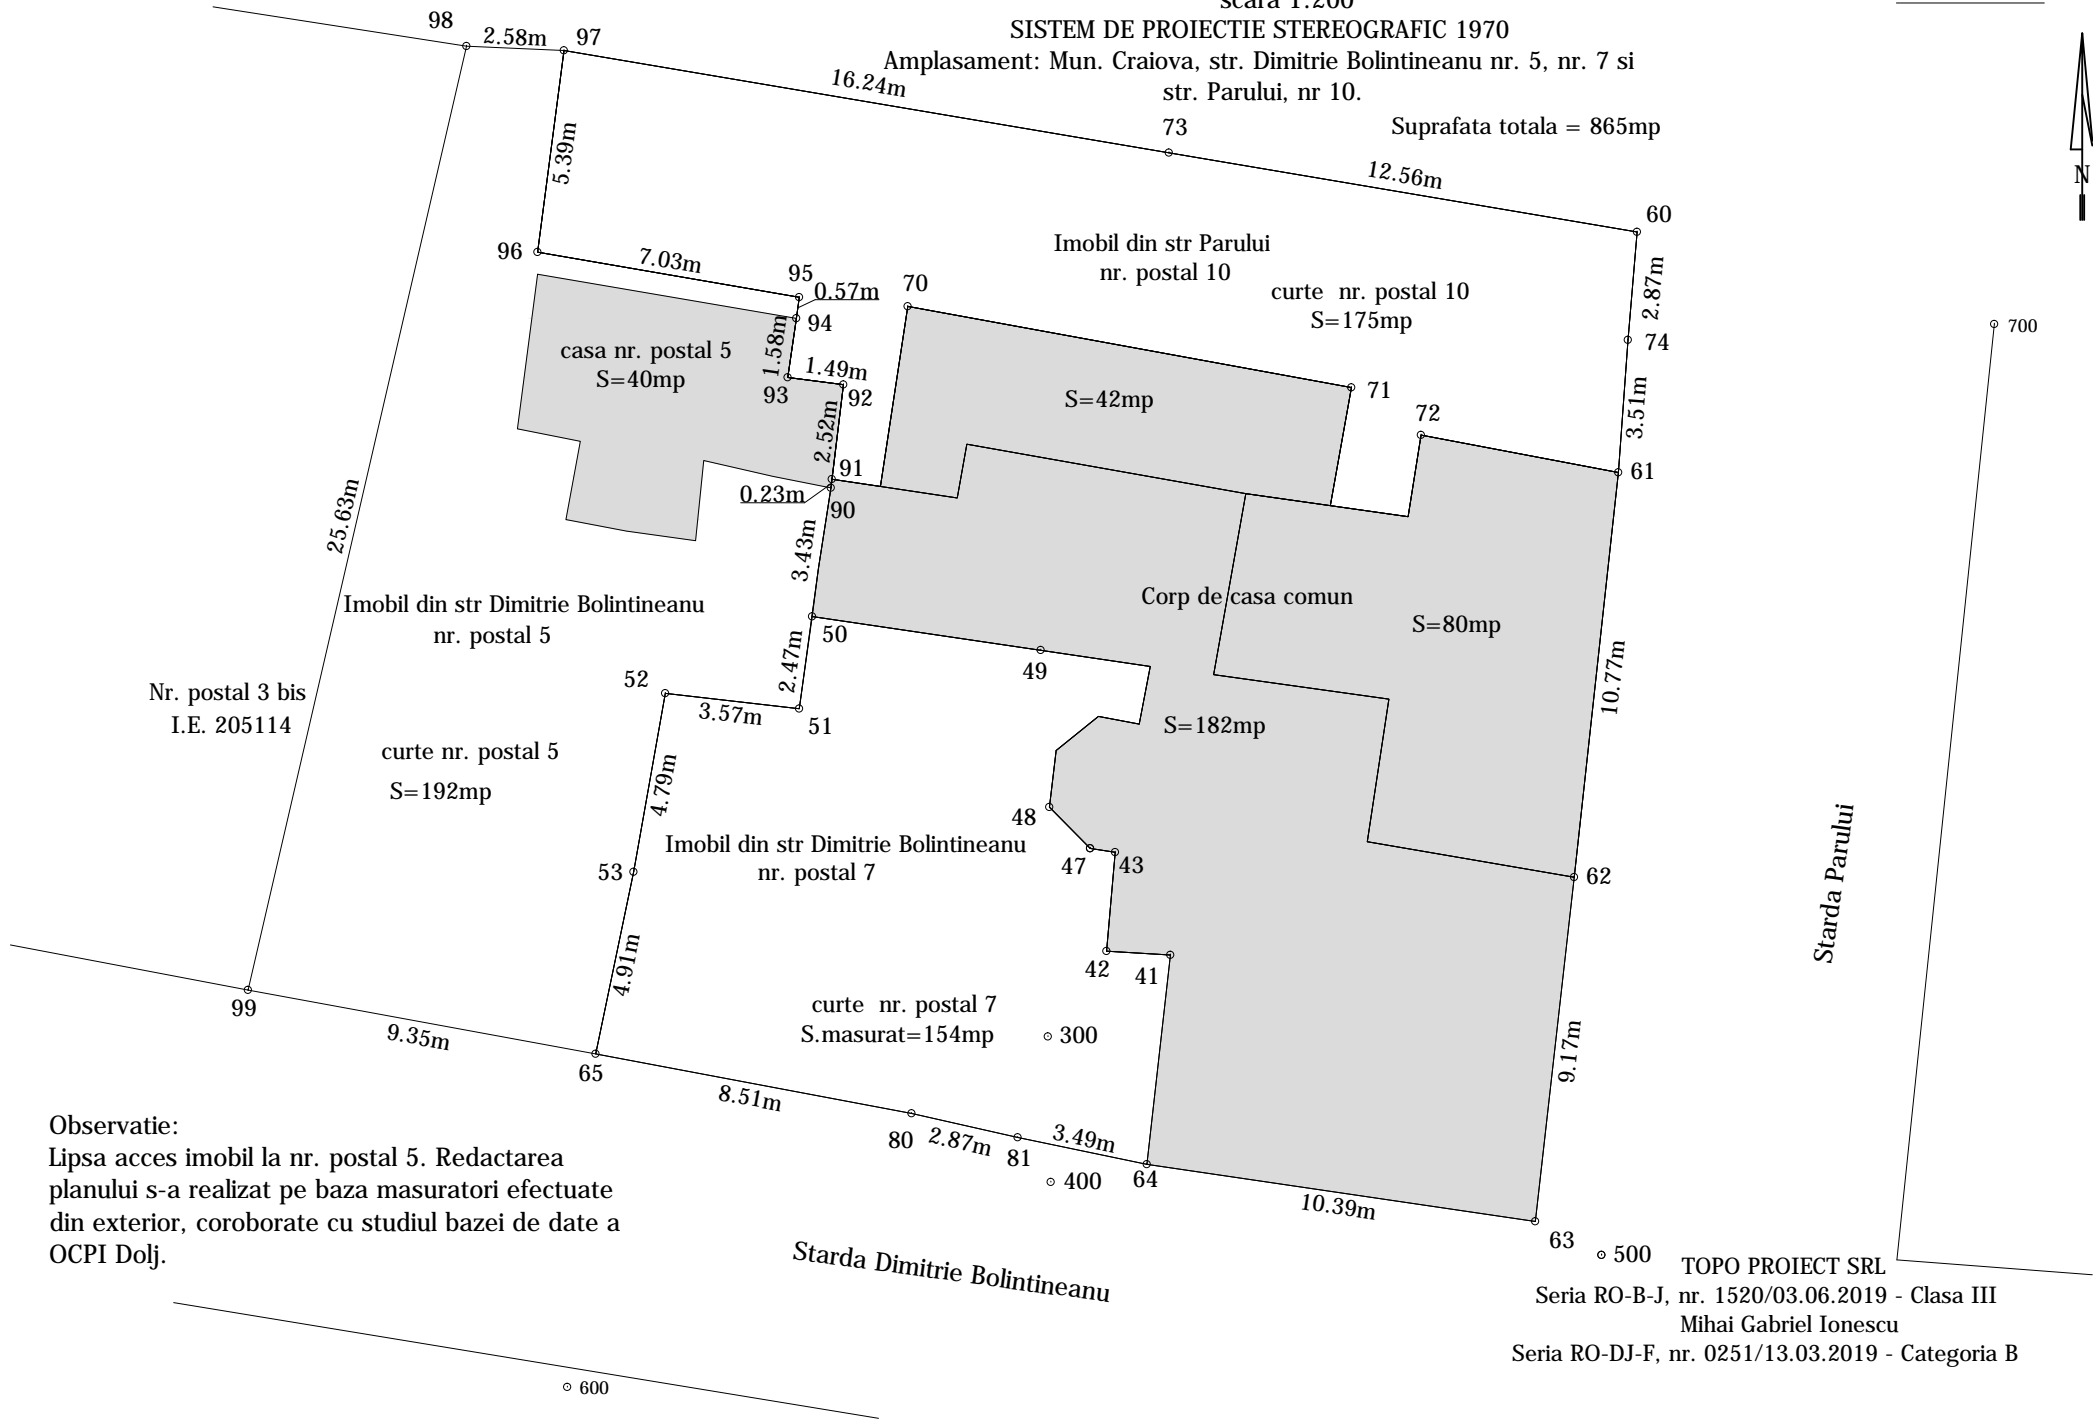 scara 1:200
SISTEM DE PROIECTIE STEREOGRAFIC 1970
Amplasament: Mun. Craiova, str. Dimitrie Bolintineanu nr. 5, nr. 7 si
str. Parului, nr 10.
Suprafata totala = 865mp
N
98
2.58m
97
16.24m
73
12.56m
60
5.39m
96
7.03m
95
0.57m
94
70
Imobil din str Parului
nr. postal 10
curte nr. postal 10
S=175mp
2.87m
74
700
casa nr. postal 5
S=40mp
1.58m
1.49m
93
92
S=42mp
71
72
3.51m
2.52m
91
61
0.23m
90
25.63m
3.43m
Imobil din str Dimitrie Bolintineanu
nr. postal 5
Corp de casa comun
S=80mp
50
49
2.47m
52
3.57m
51
10.77m
Nr. postal 3 bis
I.E. 205114
S=182mp
curte nr. postal 5
S=192mp
4.79m
48
Imobil din str Dimitrie Bolintineanu
nr. postal 7
47
43
53
62
Starda Parului
4.91m
42
41
99
9.35m
curte nr. postal 7
S.masurat=154mp
300
9.17m
65
8.51m
80
2.87m
81
3.49m
64
400
10.39m
63
500
Observatie:
Lipsa acces imobil la nr. postal 5. Redactarea
planului s-a realizat pe baza masuratori efectuate
din exterior, coroborate cu studiul bazei de date a
OCPI Dolj.
Starda Dimitrie Bolintineanu
TOPO PROIECT SRL
Seria RO-B-J, nr. 1520/03.06.2019 - Clasa III
Mihai Gabriel Ionescu
Seria RO-DJ-F, nr. 0251/13.03.2019 - Categoria B
600